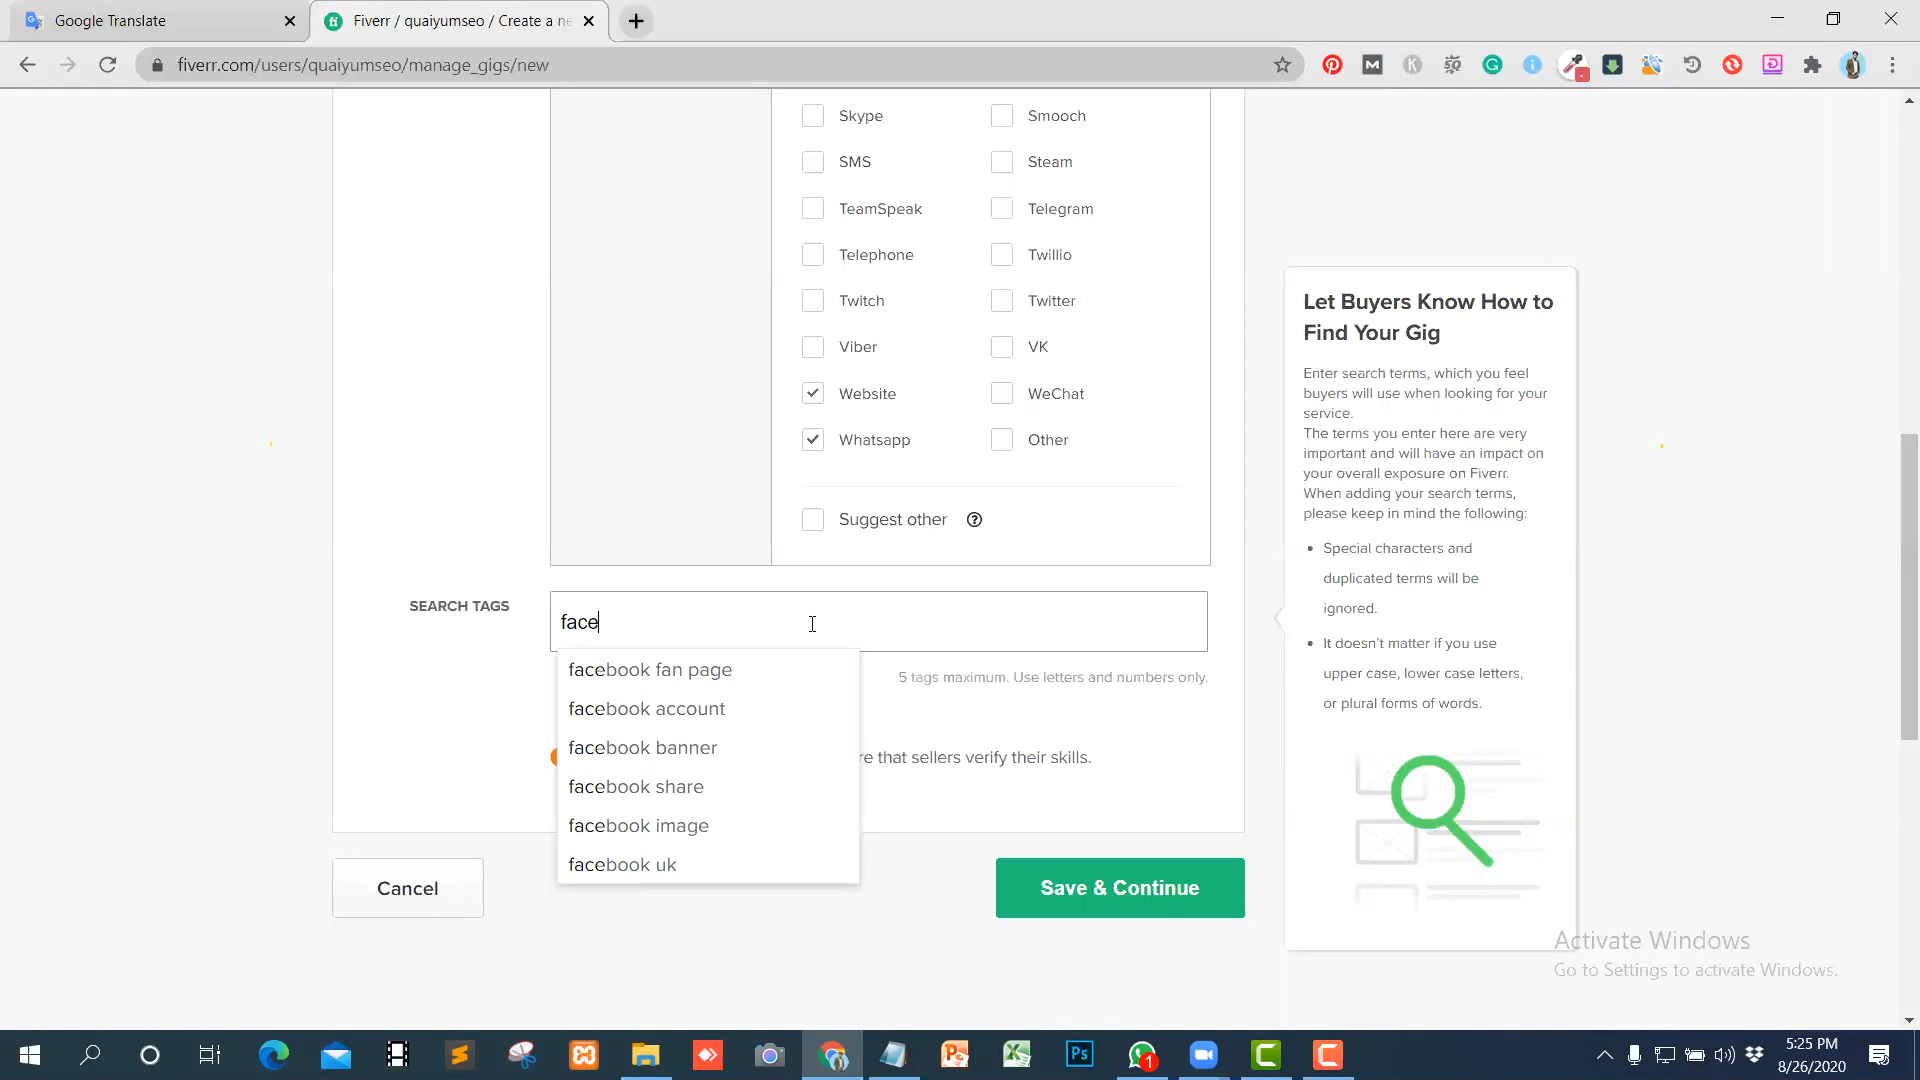 Google Translate
Fiverr / quaiyumseo / Create a ne
fiverr.com/users/quaiyumseo/manage_gigs/new
Skype
Smooch
SMS
Steam
TeamSpeak
Telegram
Telephone
Twillio
Twitch
Twitter
Viber
VK
Website
WeChat
Whatsapp
Other
Suggest other
SEARCH TAGS
face
5 tags maximum. Use letters and numbers only.
facebook fan page
facebook account
facebook banner
facebook share
facebook image
facebook uk
re that sellers verify their skills.
Cancel
Save & Continue
Let Buyers Know How to
Find Your Gig
Enter search terms, which you feel
buyers will use when looking for your
service.
The terms you enter here are very
important and will have an impact on
your overall exposure on Fiverr.
When adding your search terms,
please keep in mind the following:
• Special characters and
duplicated terms will be
ignored.
• It doesn't matter if you use
upper case, lower case letters,
or plural forms of words.
Activate Windows
Go to Settings to activate Windows.
5:25 PM
8/26/2020